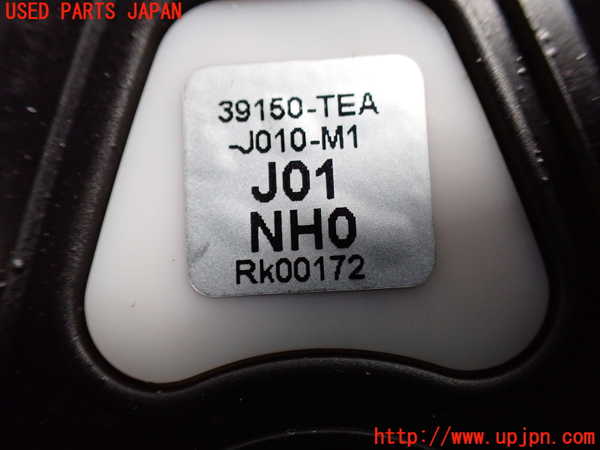 USED PARTS JAPAN
39150-TEA
-J010-M1
J01
NH0
Rk00172
http://www.upjpn.com/